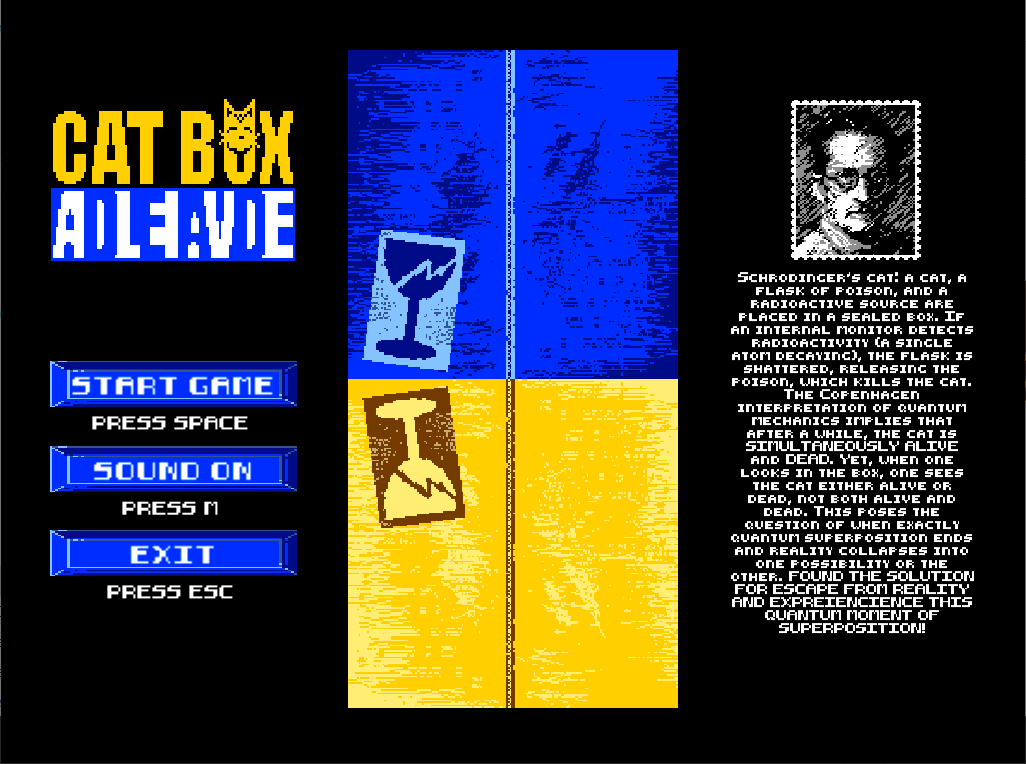 CAT BOX
START GAME
PRESS SPACE
SOUND ON
PRESS M
EXIT
PRESS ESC
Schrodinger's cat: a cat, a
flask of poison, and a
radioactive source are
placed in a sealed box. If
an internal monitor detects
radioactivity (a single
atom decaying), the flask is
shattered, releasing the
poison, which kills the cat.
The Copenhagen
interpretation of quantum
mechanics implies that
after a while, the cat is
SIMULTANEOUSLY ALIVE
and DEAD. Yet, when one
looks in the box, one sees
the cat either alive or
dead, not both alive and
dead. This poses the
question of when exactly
quantum superposition ends
and reality collapses into
one possibility or the
other. FOUND THE SOLUTION
FOR ESCAPE FROM REALITY
AND EXPREIENCIENCE THIS
QUANTUM MOMENT OF
SUPERPOSITION!